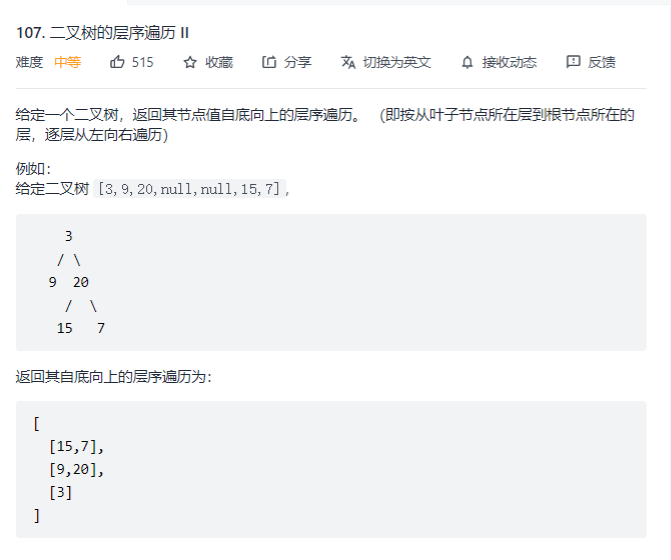 107. 二叉树的层序遍历 II
难度 中等 515 收藏 分享 切换为英文 接收动态 反馈
给定一个二叉树，返回其节点值自底向上的层序遍历。 （即按从叶子节点所在层到根节点所在的
层，逐层从左向右遍历）
例如：
给定二叉树 [3,9,20,null,null,15,7],
3
/ \
9 20
/ \
15 7
返回其自底向上的层序遍历为：
[
[15,7],
[9,20],
[3]
]